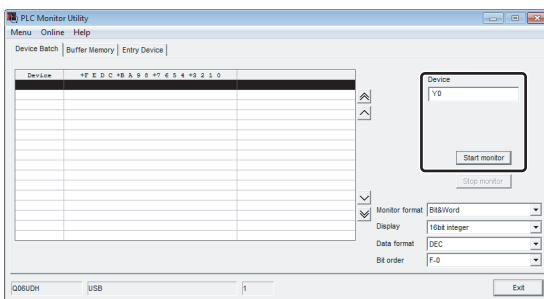 PLC Monitor Utility
Menu Online Help
Device Batch Buffer Memory Entry Device
Device +F E D C +B A 9 8 +7 6 5 4 +3 2 1 0
Device
Y0
Start monitor
Stop monitor
Monitor format Bit&Word
Display 16bit integer
Data format DEC
Bit order F-0
Q06UDH USB 1 Exit